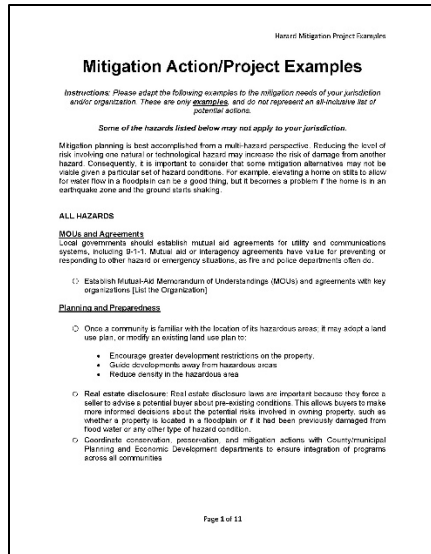 Hazard Mitigation Project Examples
Mitigation Action/Project Examples
Instructions: Please adapt the following examples to the mitigation needs of your jurisdiction
and/or organization. These are only examples, and do not represent an all-inclusive list of
potential actions.
Some of the hazards listed below may not apply to your jurisdiction.
Mitigation planning is best accomplished from a multi-hazard perspective. Reducing the level of
risk involving one natural or technological hazard may increase the risk of damage from another
hazard. Consequently, it is important to consider that some mitigation alternatives may not be
viable given a particular set of hazard conditions. For example, elevating a home on stilts to allow
for water flow in a floodplain can be a good thing, but it becomes a problem if the home is in an
earthquake zone and the ground starts shaking.
ALL HAZARDS
MOUs and Agreements
Local governments should establish mutual aid agreements for utility and communications
systems, including 9-1-1. Mutual aid or interagency agreements have value for preventing or
responding to other hazard or emergency situations, as fire and police departments often do.
○ Establish Mutual-Aid Memorandum of Understandings (MOUs) and agreements with key
organizations [List the Organization]
Planning and Preparedness
○ Once a community is familiar with the location of its hazardous areas; it may adopt a land
use plan, or modify an existing land use plan to:
• Encourage greater development restrictions on the property.
• Guide developments away from hazardous areas
• Reduce density in the hazardous area
○ Real estate disclosure: Real estate disclosure laws are important because they force a
seller to advise a potential buyer about pre-existing conditions. This allows buyers to make
more informed decisions about the potential risks involved in owning property, such as
whether a property is located in a floodplain or if it had been previously damaged from
flood water or any other type of hazard condition.
○ Coordinate conservation, preservation, and mitigation actions with County/municipal
Planning and Economic Development departments to ensure integration of programs
across all communities
Page 1 of 11